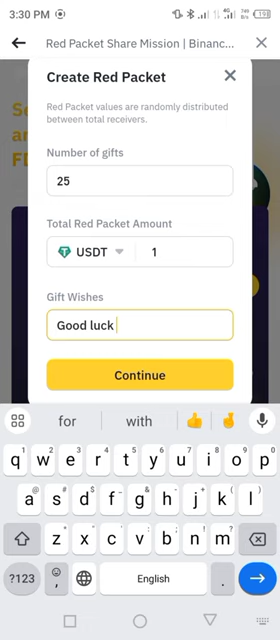 3:30 PM
Red Packet Share Mission | Binanc...
Create Red Packet
Red Packet values are randomly distributed
between total receivers.
Number of gifts
25
Total Red Packet Amount
USDT 1
Gift Wishes
Good luck
Continue
for with
q w e r t y u i o p
a s d f g h j k l
z x c v b n m
?123 , English .